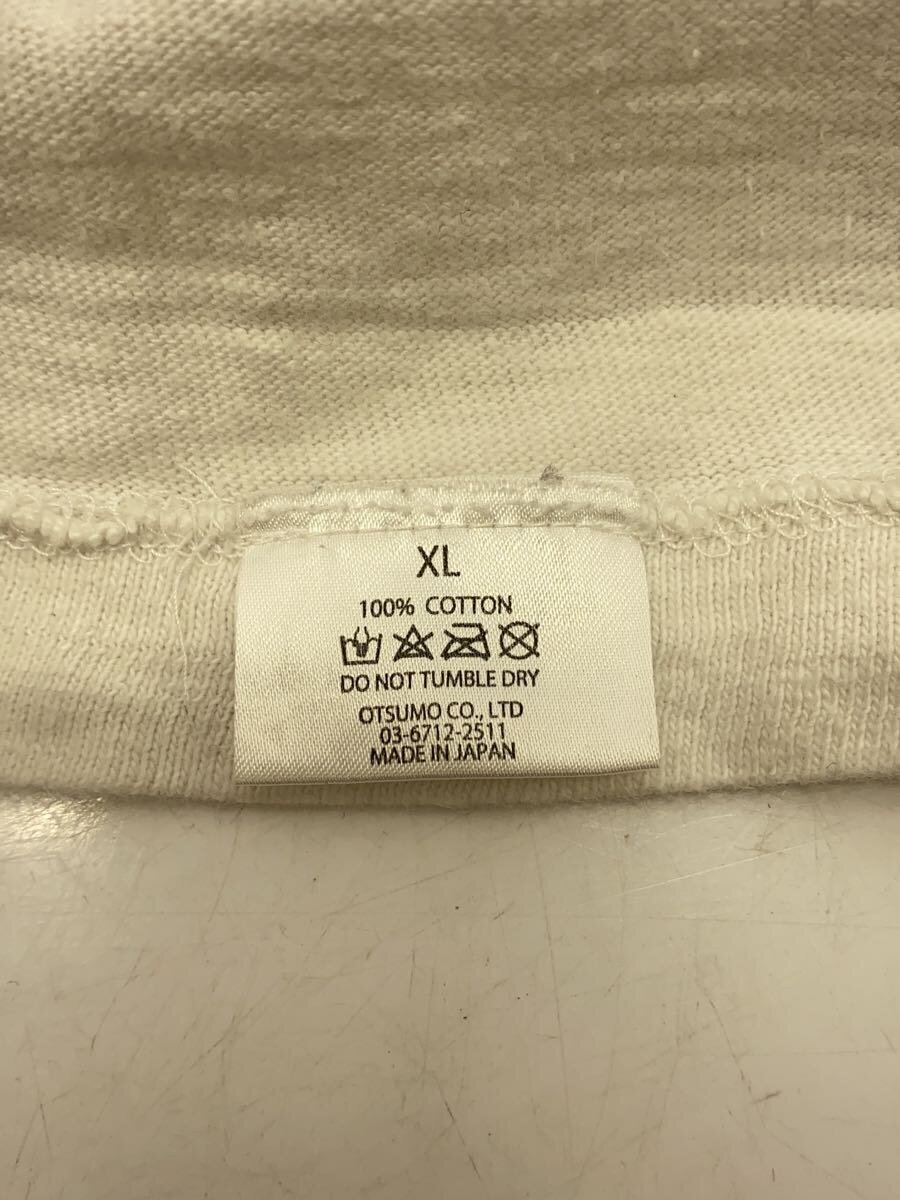 XL
100% COTTON
DO NOT TUMBLE DRY
OTSUMO CO., LTD
03-6712-2511
MADE IN JAPAN